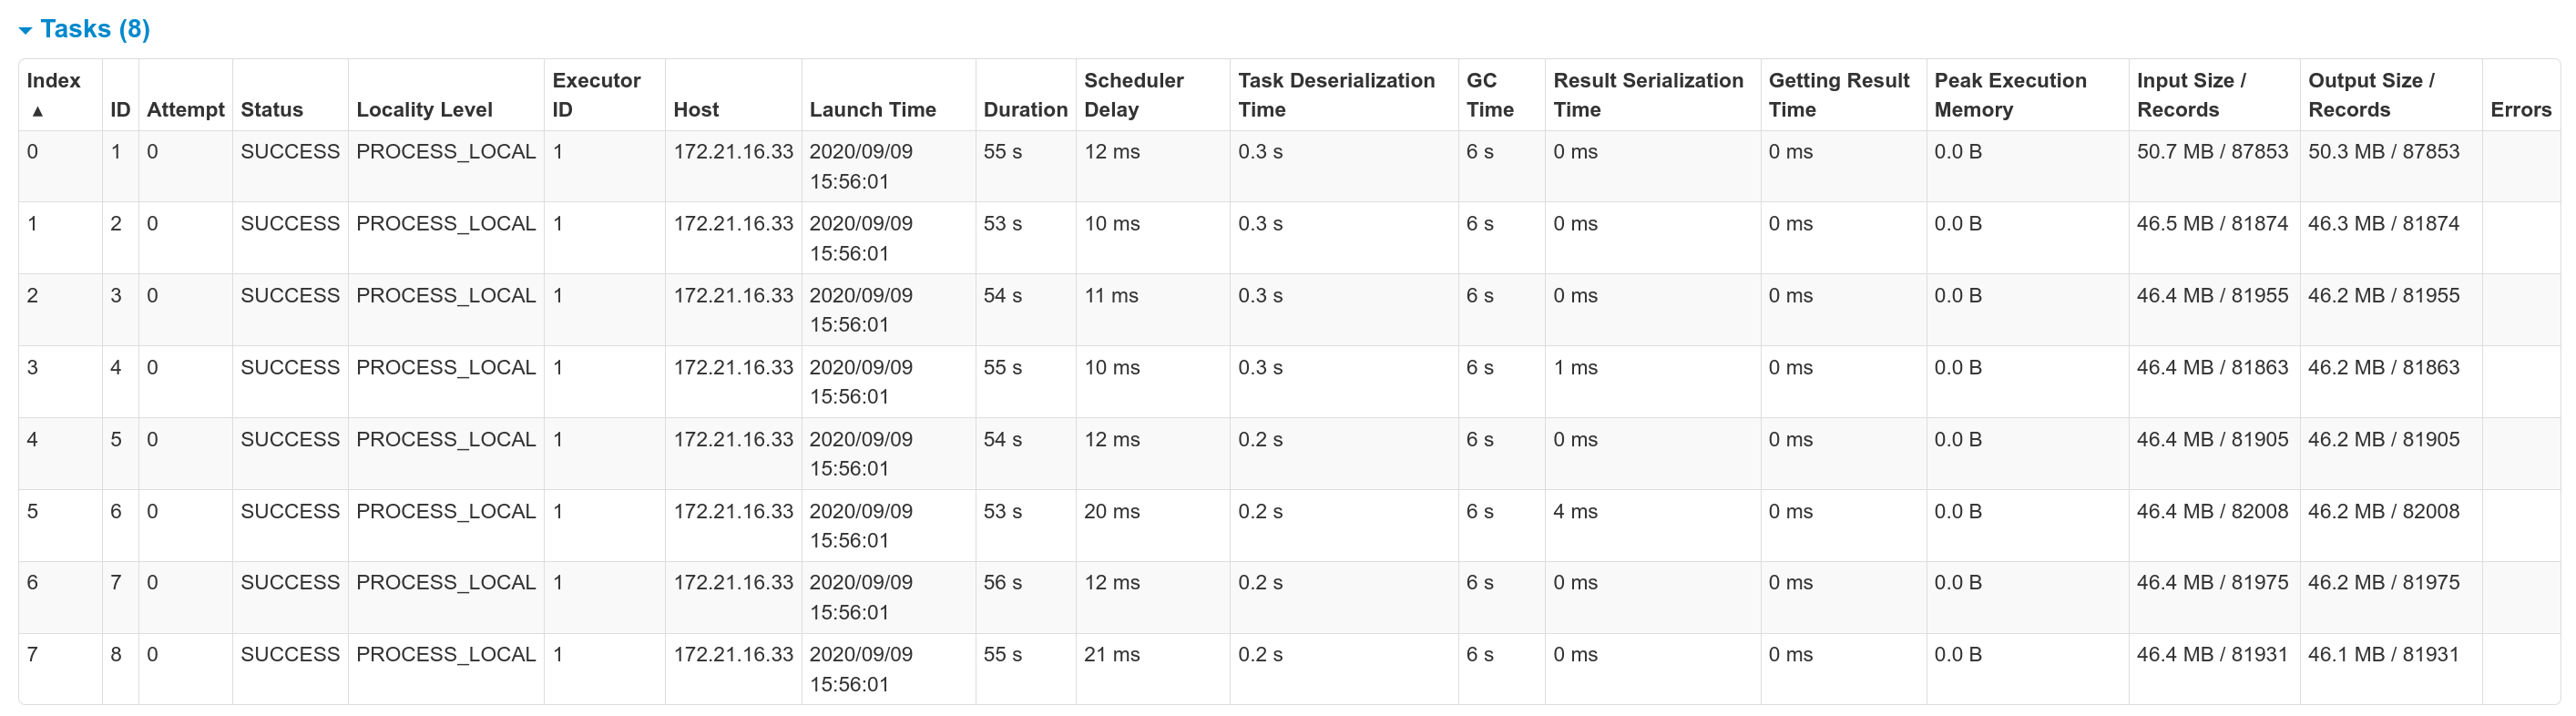 Tasks (8)
Index ▲ ID Attempt Status Locality Level Executor ID Host Launch Time Duration Scheduler Delay Task Deserialization Time GC Time Result Serialization Time Getting Result Time Peak Execution Memory Input Size / Records Output Size / Records Errors
0 1 0 SUCCESS PROCESS_LOCAL 1 172.21.16.33 2020/09/09 15:56:01 55 s 12 ms 0.3 s 6 s 0 ms 0 ms 0.0 B 50.7 MB / 87853 50.3 MB / 87853
1 2 0 SUCCESS PROCESS_LOCAL 1 172.21.16.33 2020/09/09 15:56:01 53 s 10 ms 0.3 s 6 s 0 ms 0 ms 0.0 B 46.5 MB / 81874 46.3 MB / 81874
2 3 0 SUCCESS PROCESS_LOCAL 1 172.21.16.33 2020/09/09 15:56:01 54 s 11 ms 0.3 s 6 s 0 ms 0 ms 0.0 B 46.4 MB / 81955 46.2 MB / 81955
3 4 0 SUCCESS PROCESS_LOCAL 1 172.21.16.33 2020/09/09 15:56:01 55 s 10 ms 0.3 s 6 s 1 ms 0 ms 0.0 B 46.4 MB / 81863 46.2 MB / 81863
4 5 0 SUCCESS PROCESS_LOCAL 1 172.21.16.33 2020/09/09 15:56:01 54 s 12 ms 0.2 s 6 s 0 ms 0 ms 0.0 B 46.4 MB / 81905 46.2 MB / 81905
5 6 0 SUCCESS PROCESS_LOCAL 1 172.21.16.33 2020/09/09 15:56:01 53 s 20 ms 0.2 s 6 s 4 ms 0 ms 0.0 B 46.4 MB / 82008 46.2 MB / 82008
6 7 0 SUCCESS PROCESS_LOCAL 1 172.21.16.33 2020/09/09 15:56:01 56 s 12 ms 0.2 s 6 s 0 ms 0 ms 0.0 B 46.4 MB / 81975 46.2 MB / 81975
7 8 0 SUCCESS PROCESS_LOCAL 1 172.21.16.33 2020/09/09 15:56:01 55 s 21 ms 0.2 s 6 s 0 ms 0 ms 0.0 B 46.4 MB / 81931 46.1 MB / 81931